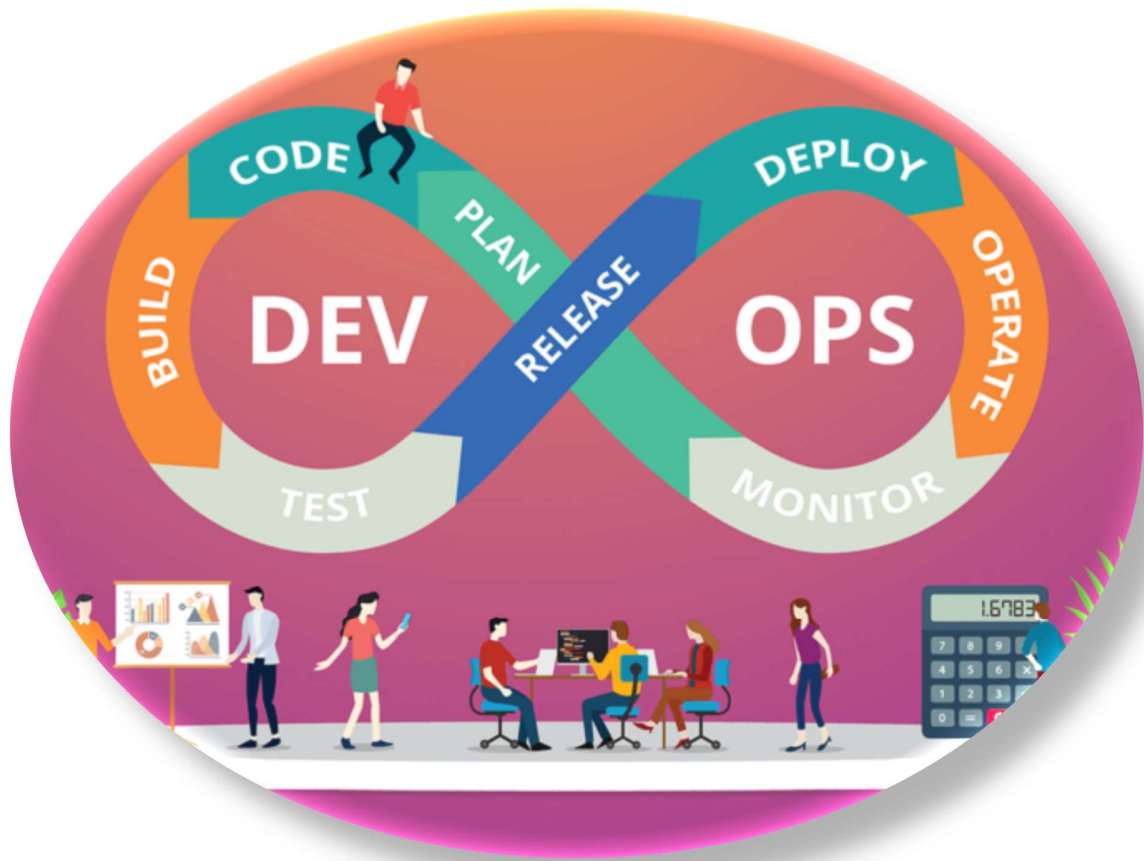 CODE
DEPLOY
PLAN
BUILD
DEV
RELEASE
OPS
OPERATE
TEST
MONITOR
1.6783
7 8 9
4 5 6 ×
1 2 3
0 =